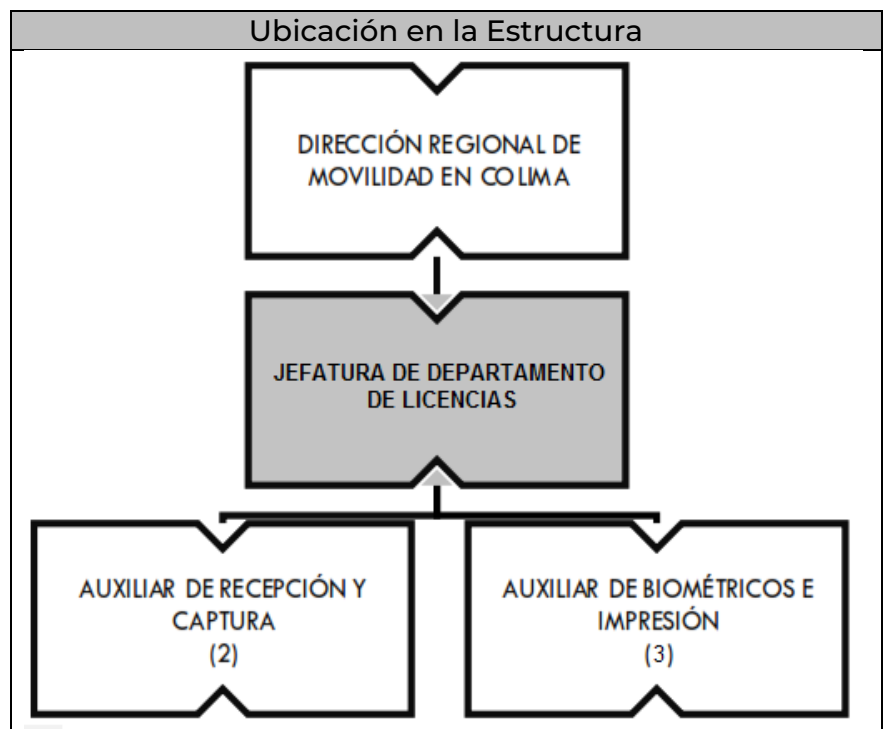 Ubicación en la Estructura
DIRECCIÓN REGIONAL DE
MOVILIDAD EN COLIMA
JEFATURA DE DEPARTAMENTO
DE LICENCIAS
AUXILIAR DE RECEPCIÓN Y
CAPTURA
(2)
AUXILIAR DE BIOMÉTRICOS E
IMPRESIÓN
(3)